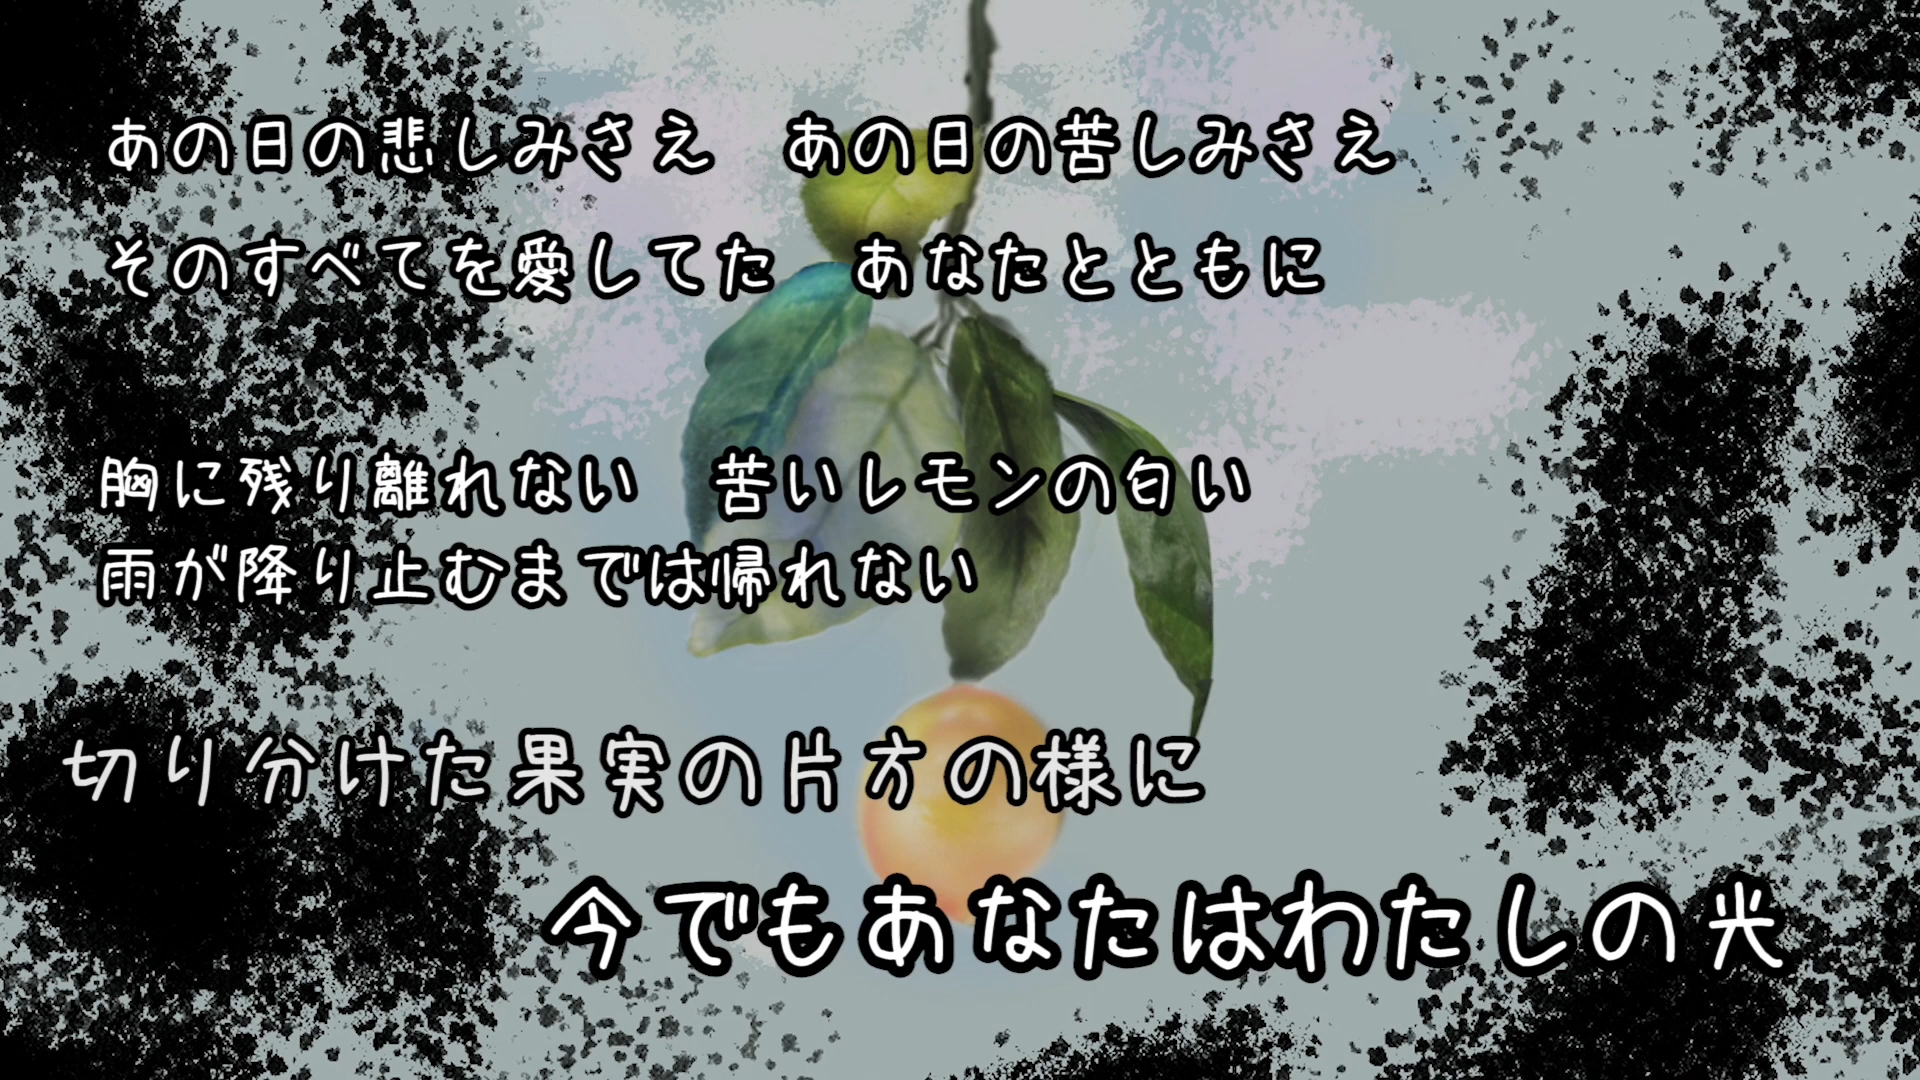 あの日の悲しみさえ　あの日の苦しみさえ
そのすべてを愛してた　あなたとともに
胸に残り離れない　苦いレモンの匂い
雨が降り止むまでは帰れない
切り分けた果実の片方の様に
今でもあなたはわたしの光